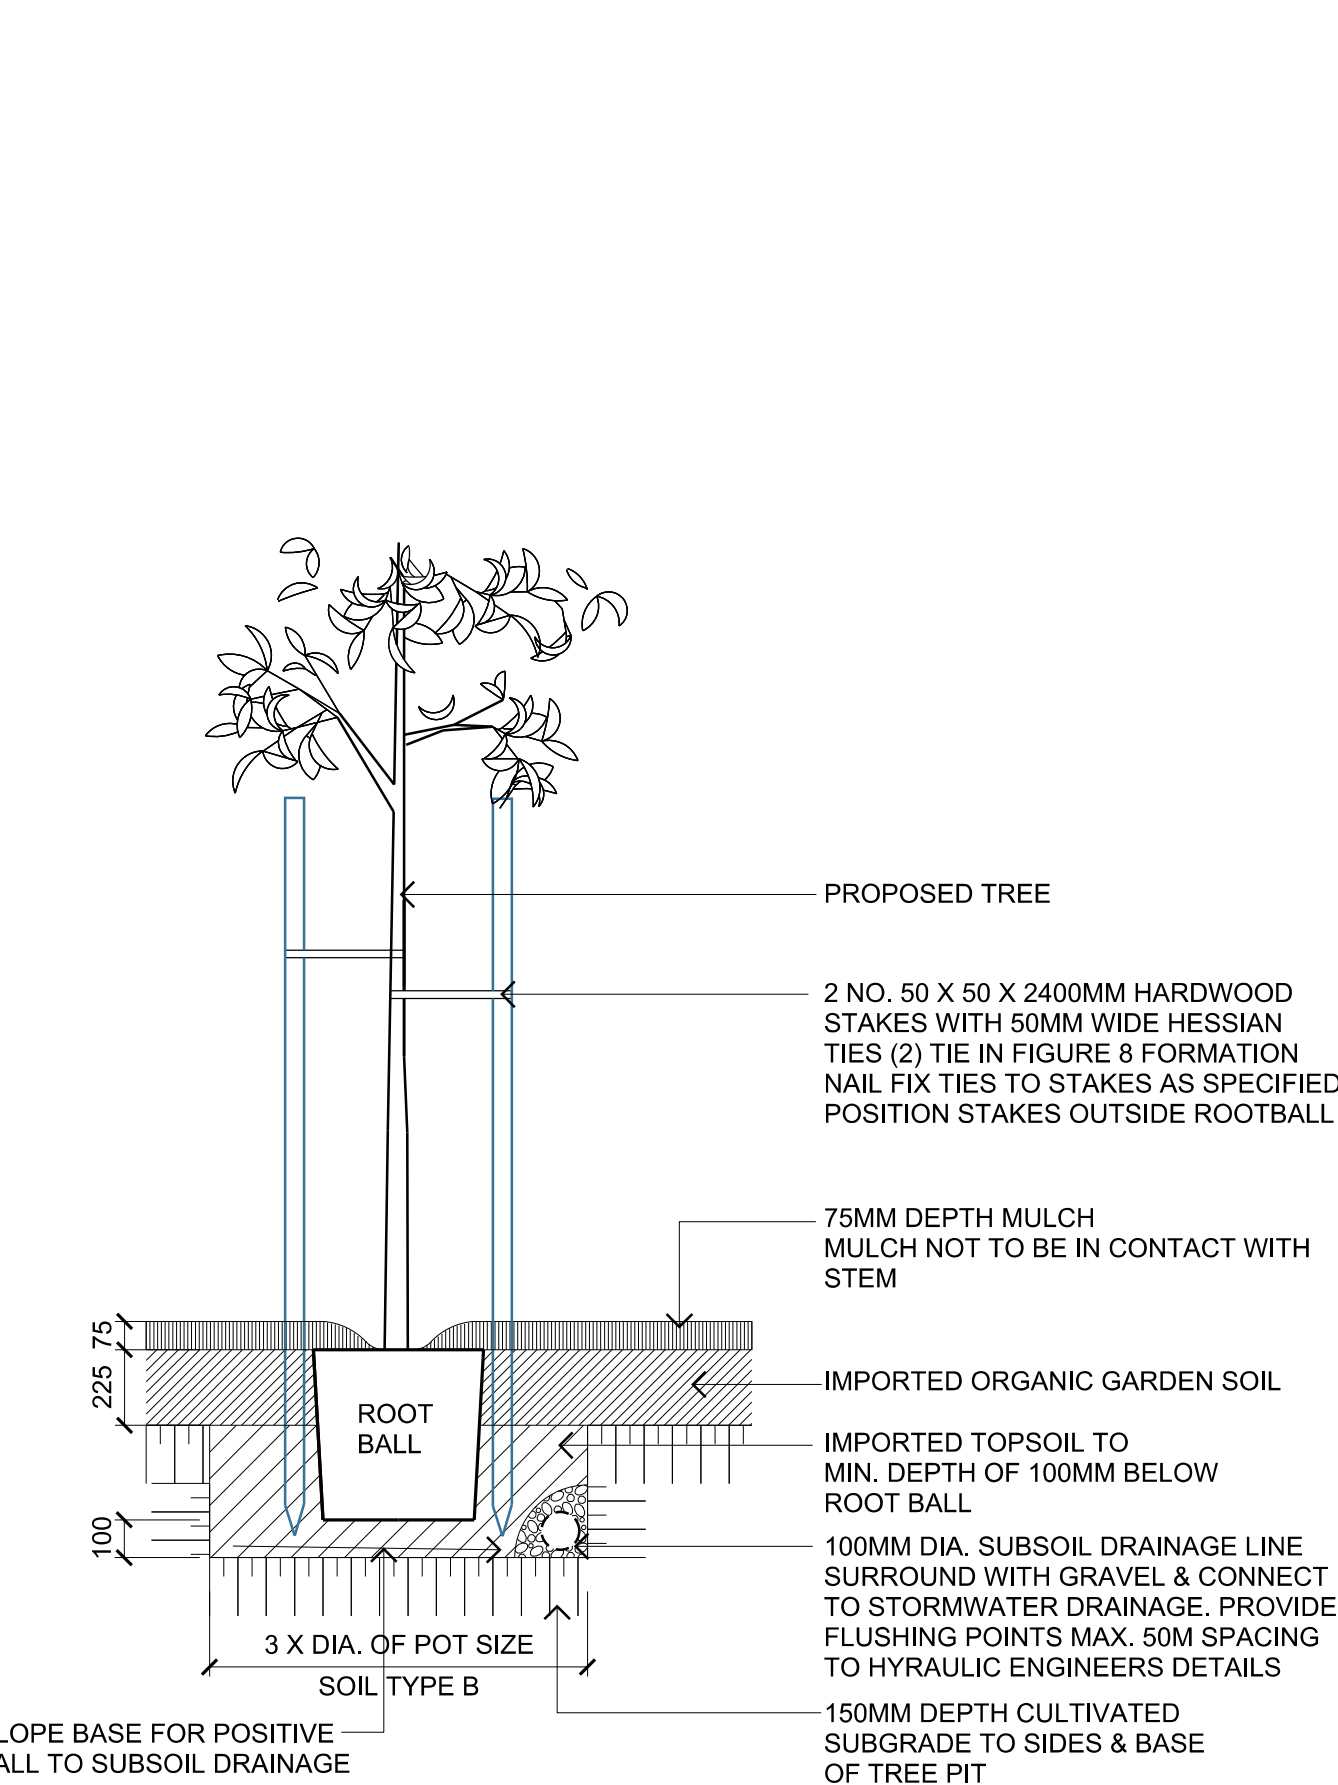 PROPOSED TREE
2 NO. 50 X 50 X 2400MM HARDWOOD
STAKES WITH 50MM WIDE HESSIAN
TIES (2) TIE IN FIGURE 8 FORMATION
NAIL FIX TIES TO STAKES AS SPECIFIED
POSITION STAKES OUTSIDE ROOTBALL
75MM DEPTH MULCH
MULCH NOT TO BE IN CONTACT WITH
STEM
75
225
100
ROOT
BALL
IMPORTED ORGANIC GARDEN SOIL
IMPORTED TOPSOIL TO
MIN. DEPTH OF 100MM BELOW
ROOT BALL
100MM DIA. SUBSOIL DRAINAGE LINE
SURROUND WITH GRAVEL & CONNECT
TO STORMWATER DRAINAGE. PROVIDE
FLUSHING POINTS MAX. 50M SPACING
TO HYRAULIC ENGINEERS DETAILS
3 X DIA. OF POT SIZE
SOIL TYPE B
150MM DEPTH CULTIVATED
SUBGRADE TO SIDES & BASE
OF TREE PIT
LOPE BASE FOR POSITIVE
ALL TO SUBSOIL DRAINAGE